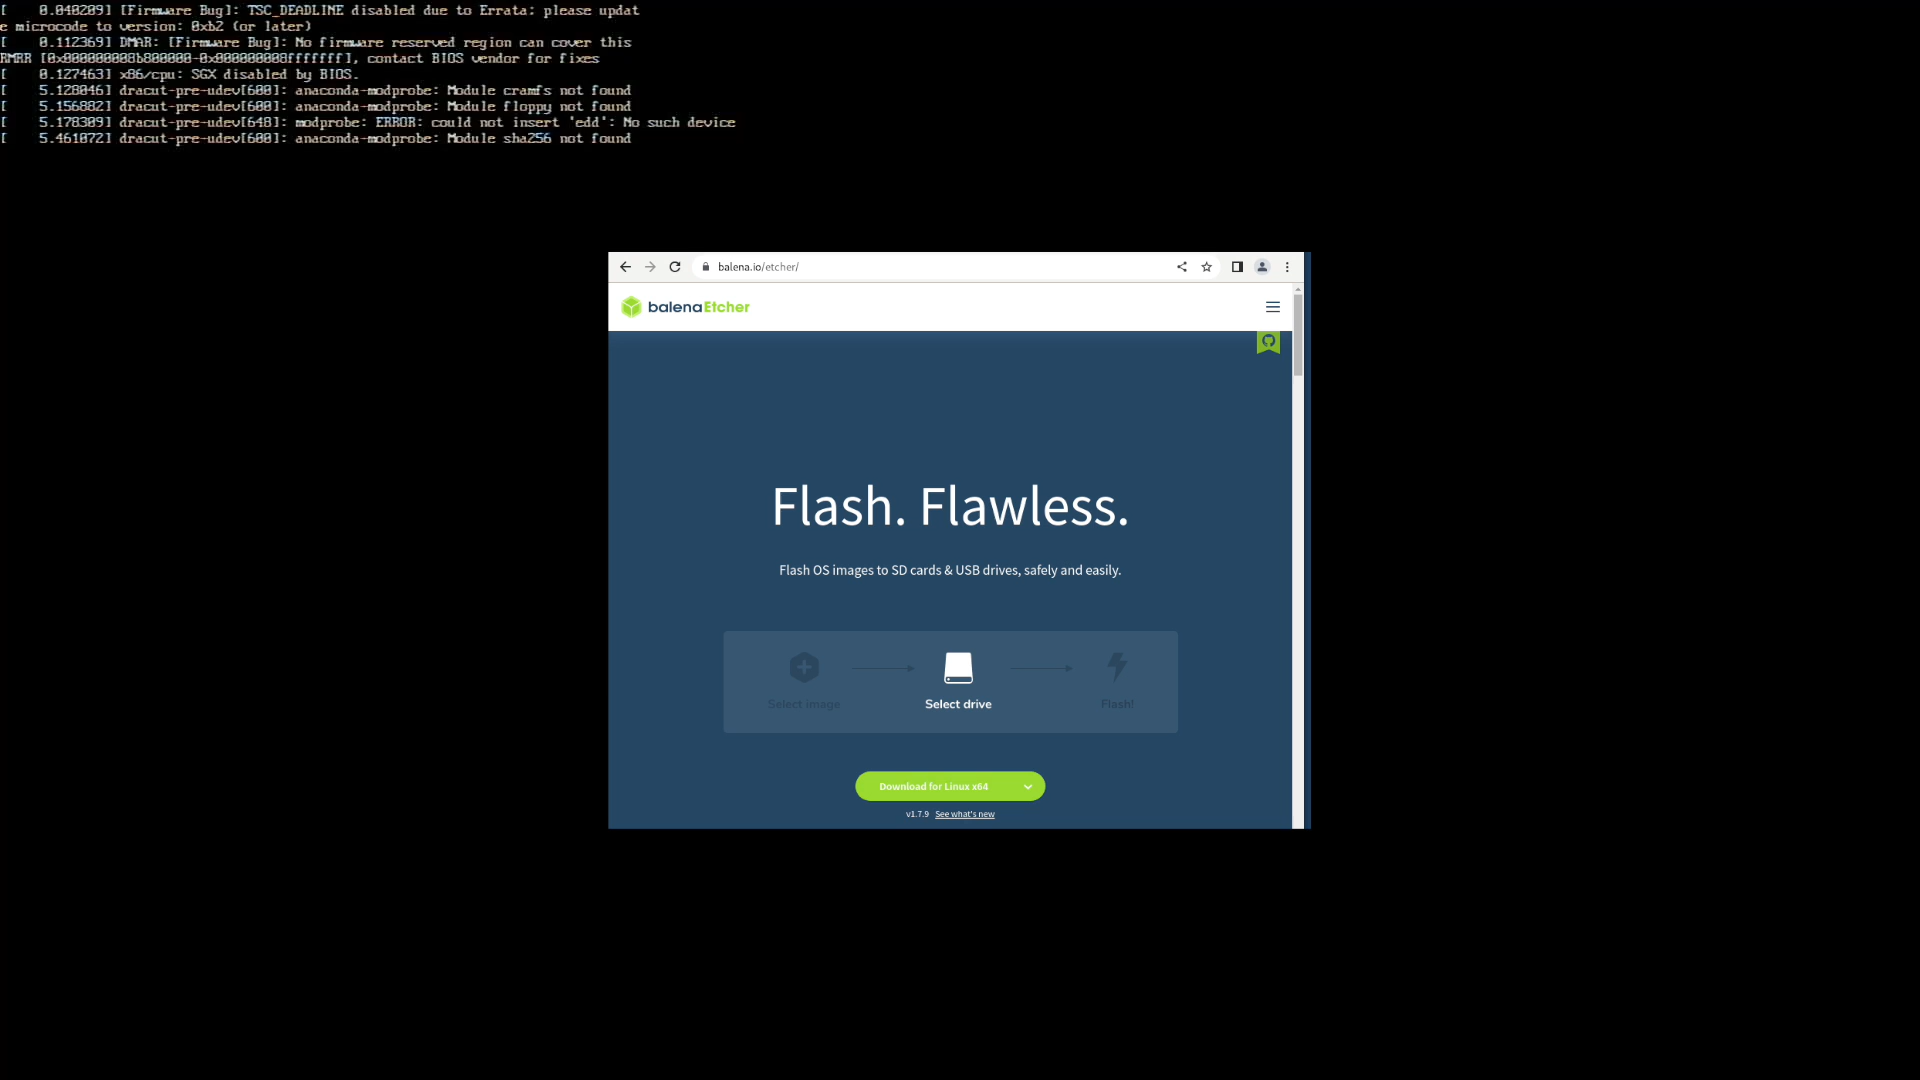 [    0.040209] [Firmware Bug]: TSC_DEADLINE disabled due to Errata; please updat
e microcode to version: 0xb2 (or later)
[    0.112369] DMAR: [Firmware Bug]: No firmware reserved region can cover this
RMRR [0x000000008b800000-0x000000008fffffff], contact BIOS vendor for fixes
[    0.127463] x86/cpu: SGX disabled by BIOS.
[    5.128046] dracut-pre-udev[600]: anaconda-modprobe: Module cramfs not found
[    5.156882] dracut-pre-udev[600]: anaconda-modprobe: Module floppy not found
[    5.178309] dracut-pre-udev[648]: modprobe: ERROR: could not insert 'edd': No such device
[    5.461072] dracut-pre-udev[600]: anaconda-modprobe: Module sha256 not found
balena.io/etcher/
balenaEtcher
Flash. Flawless.
Flash OS images to SD cards & USB drives, safely and easily.
Select image
Select drive
Flash!
Download for Linux x64
v1.7.9 See what's new